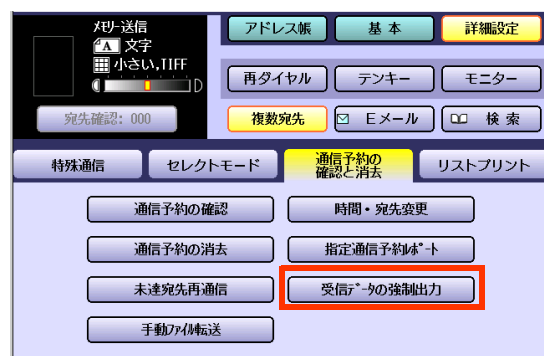 ﾒﾓﾘｰ送信
A 文字
小さい,TIFF
D
宛先確認: 000
アドレス帳
基 本
詳細設定
再ダイヤル
テンキー
モニター
複数宛先
Eメール
検 索
特殊通信
セレクトモード
通信予約の
確認と消去
リストプリント
通信予約の確認
時間・宛先変更
通信予約の消去
指定通信予約ﾚﾎﾟｰﾄ
未達宛先再通信
受信ﾃﾞｰﾀの強制出力
手動ﾌｧｲﾙ転送